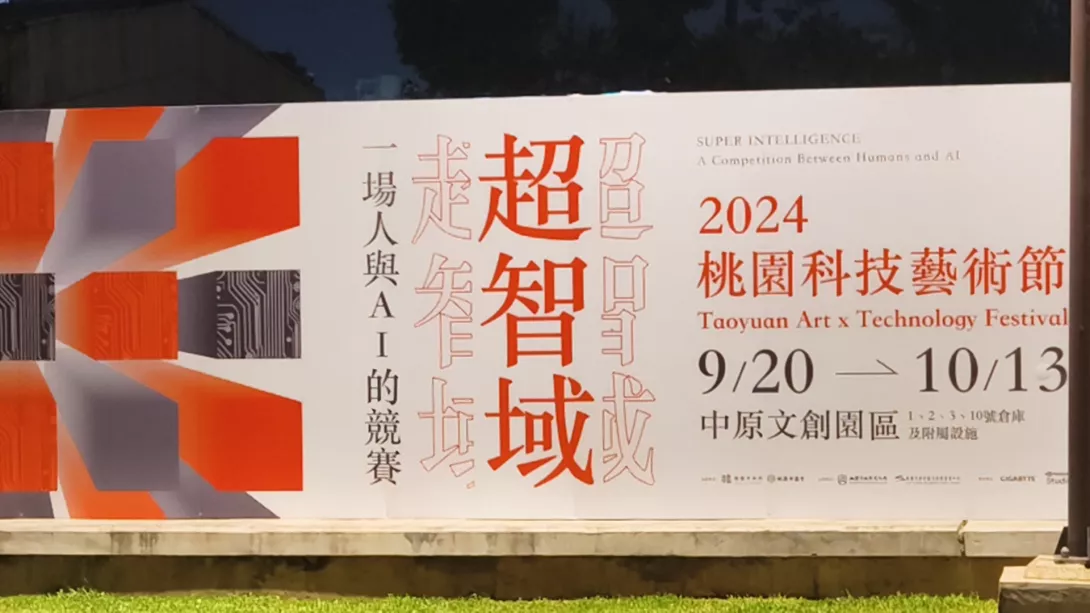 一場人與AI的競賽
超智域
SUPER INTELLIGENCE
A Competition Between Humans and AI
2024
桃園科技藝術節
Taoyuan Art x Technology Festival
9/20 → 10/13
中原文創園區
1、2、3、10號倉庫
及附屬設施
GIGABYTE